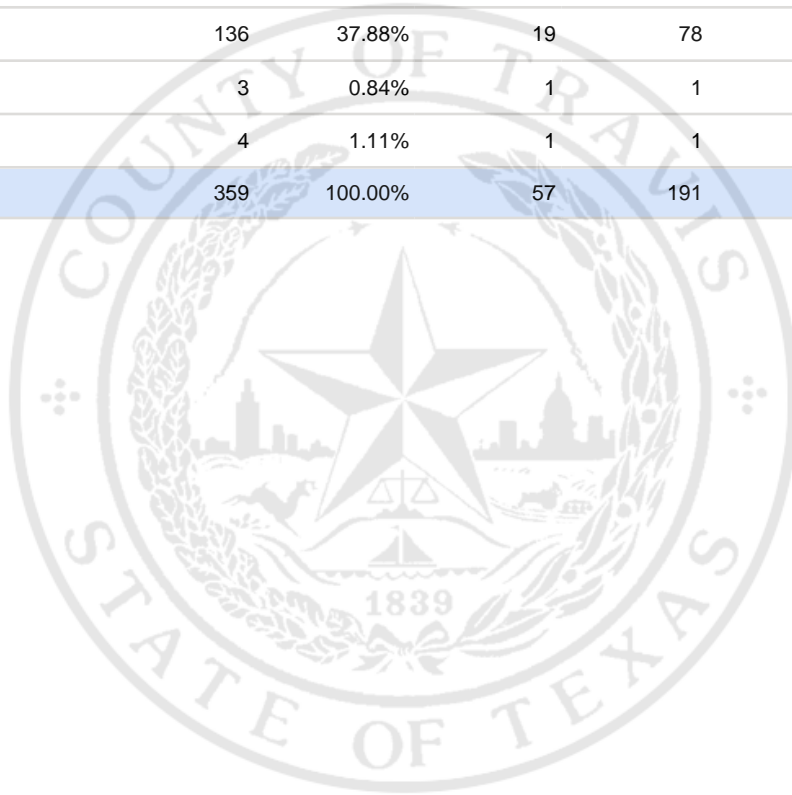 136 37.88% 19 78
3 0.84% 1 1
4 1.11% 1 1
359 100.00% 57 191
COUNTY OF TRAVIS
1839
STATE OF TEXAS